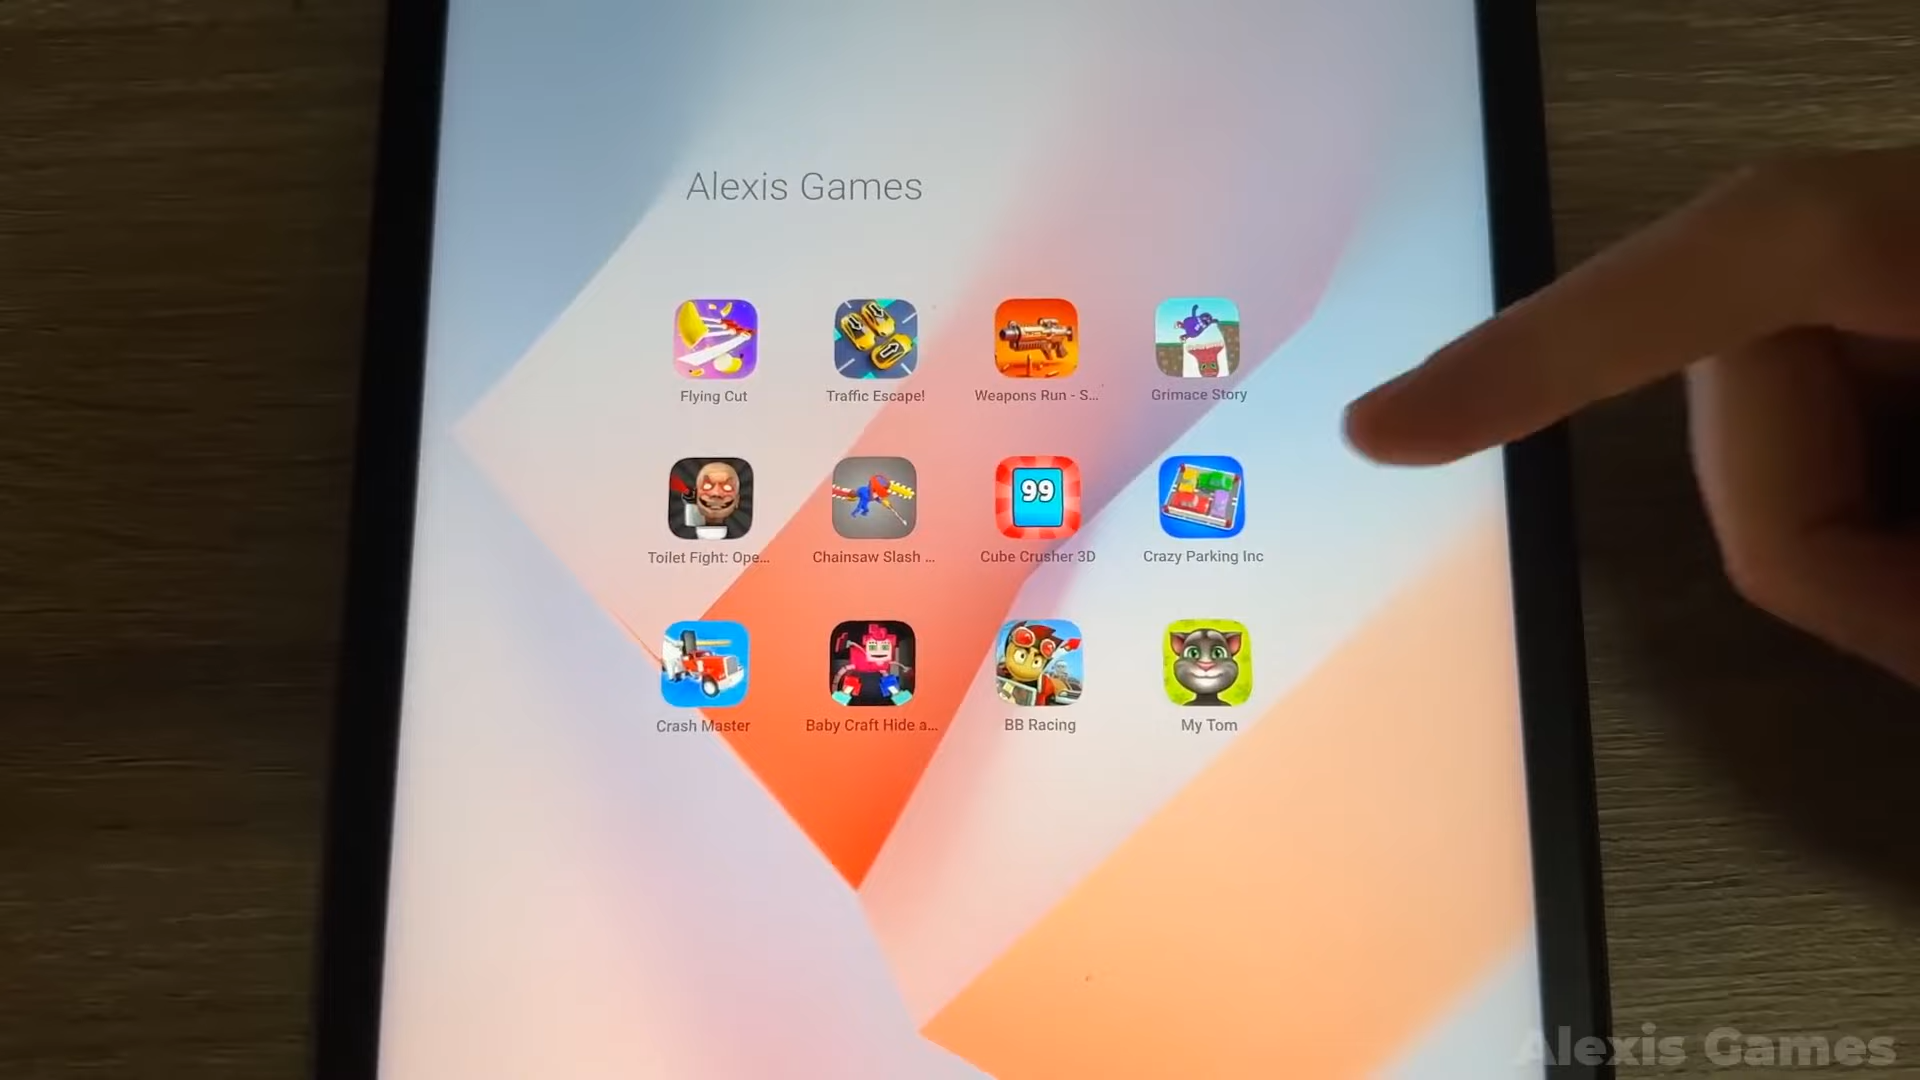 Alexis Games
Flying Cut
Traffic Escape!
Weapons Run - S...
Grimace Story
99
Toilet Fight: Ope...
Chainsaw Slash ...
Cube Crusher 3D
Crazy Parking Inc
Crash Master
Baby Craft Hide a...
BB Racing
My Tom
Alexis Games